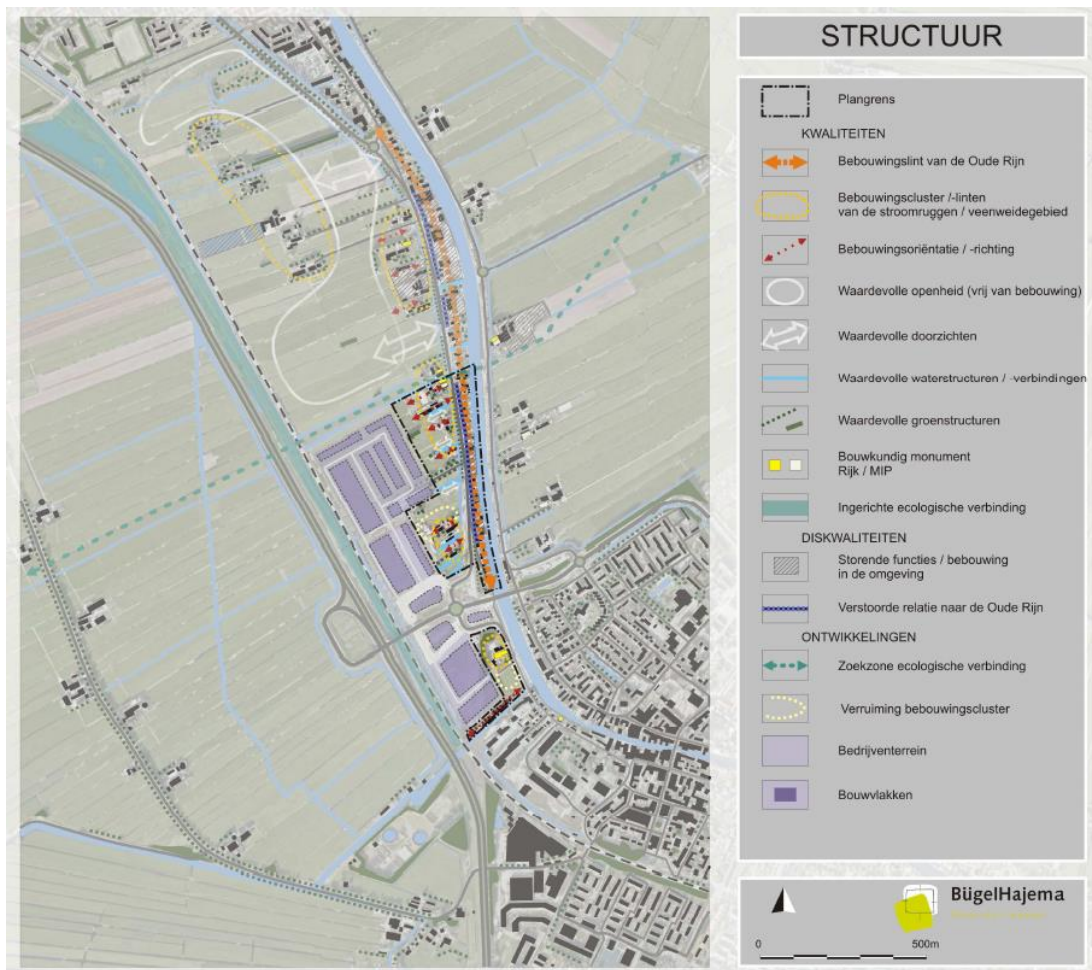 STRUCTUUR
Plangrens
KWALITEITEN
Bebouwingslint van de Oude Rijn
Bebouwingscluster /-linten
van de stroomruggen / veenweidegebied
Bebouwingsoriëntatie / -richting
Waardevolle openheid (vrij van bebouwing)
Waardevolle doorzichten
Waardevolle waterstructuren / -verbindingen
Waardevolle groenstructuren
Bouwkundig monument
Rijk / MIP
Ingerichte ecologische verbinding
DISKWALITEITEN
Storende functies / bebouwing
in de omgeving
Verstoorde relatie naar de Oude Rijn
ONTWIKKELINGEN
Zoekzone ecologische verbinding
Verruiming bebouwingscluster
Bedrijventerrein
Bouwvlakken
BügelHajema
0 500m